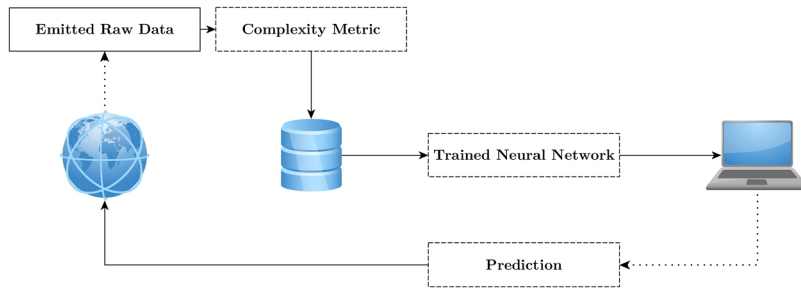 Emitted Raw Data
Complexity Metric
Trained Neural Network
Prediction